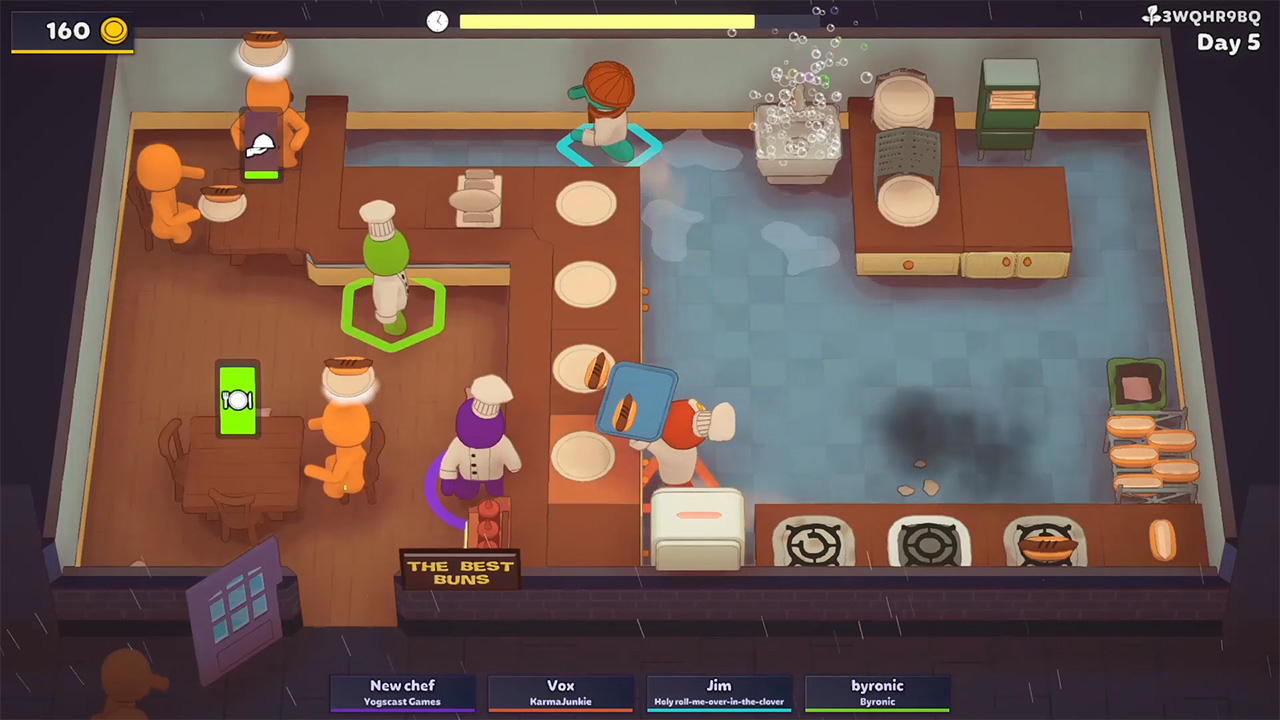 160
3WQHR9BQ
Day 5
THE BEST
BUNS
New chef
Yogscast Games
Vox
KarmaJunkie
Jim
Holy roll-me-over-in-the-clover
byronic
Byronic